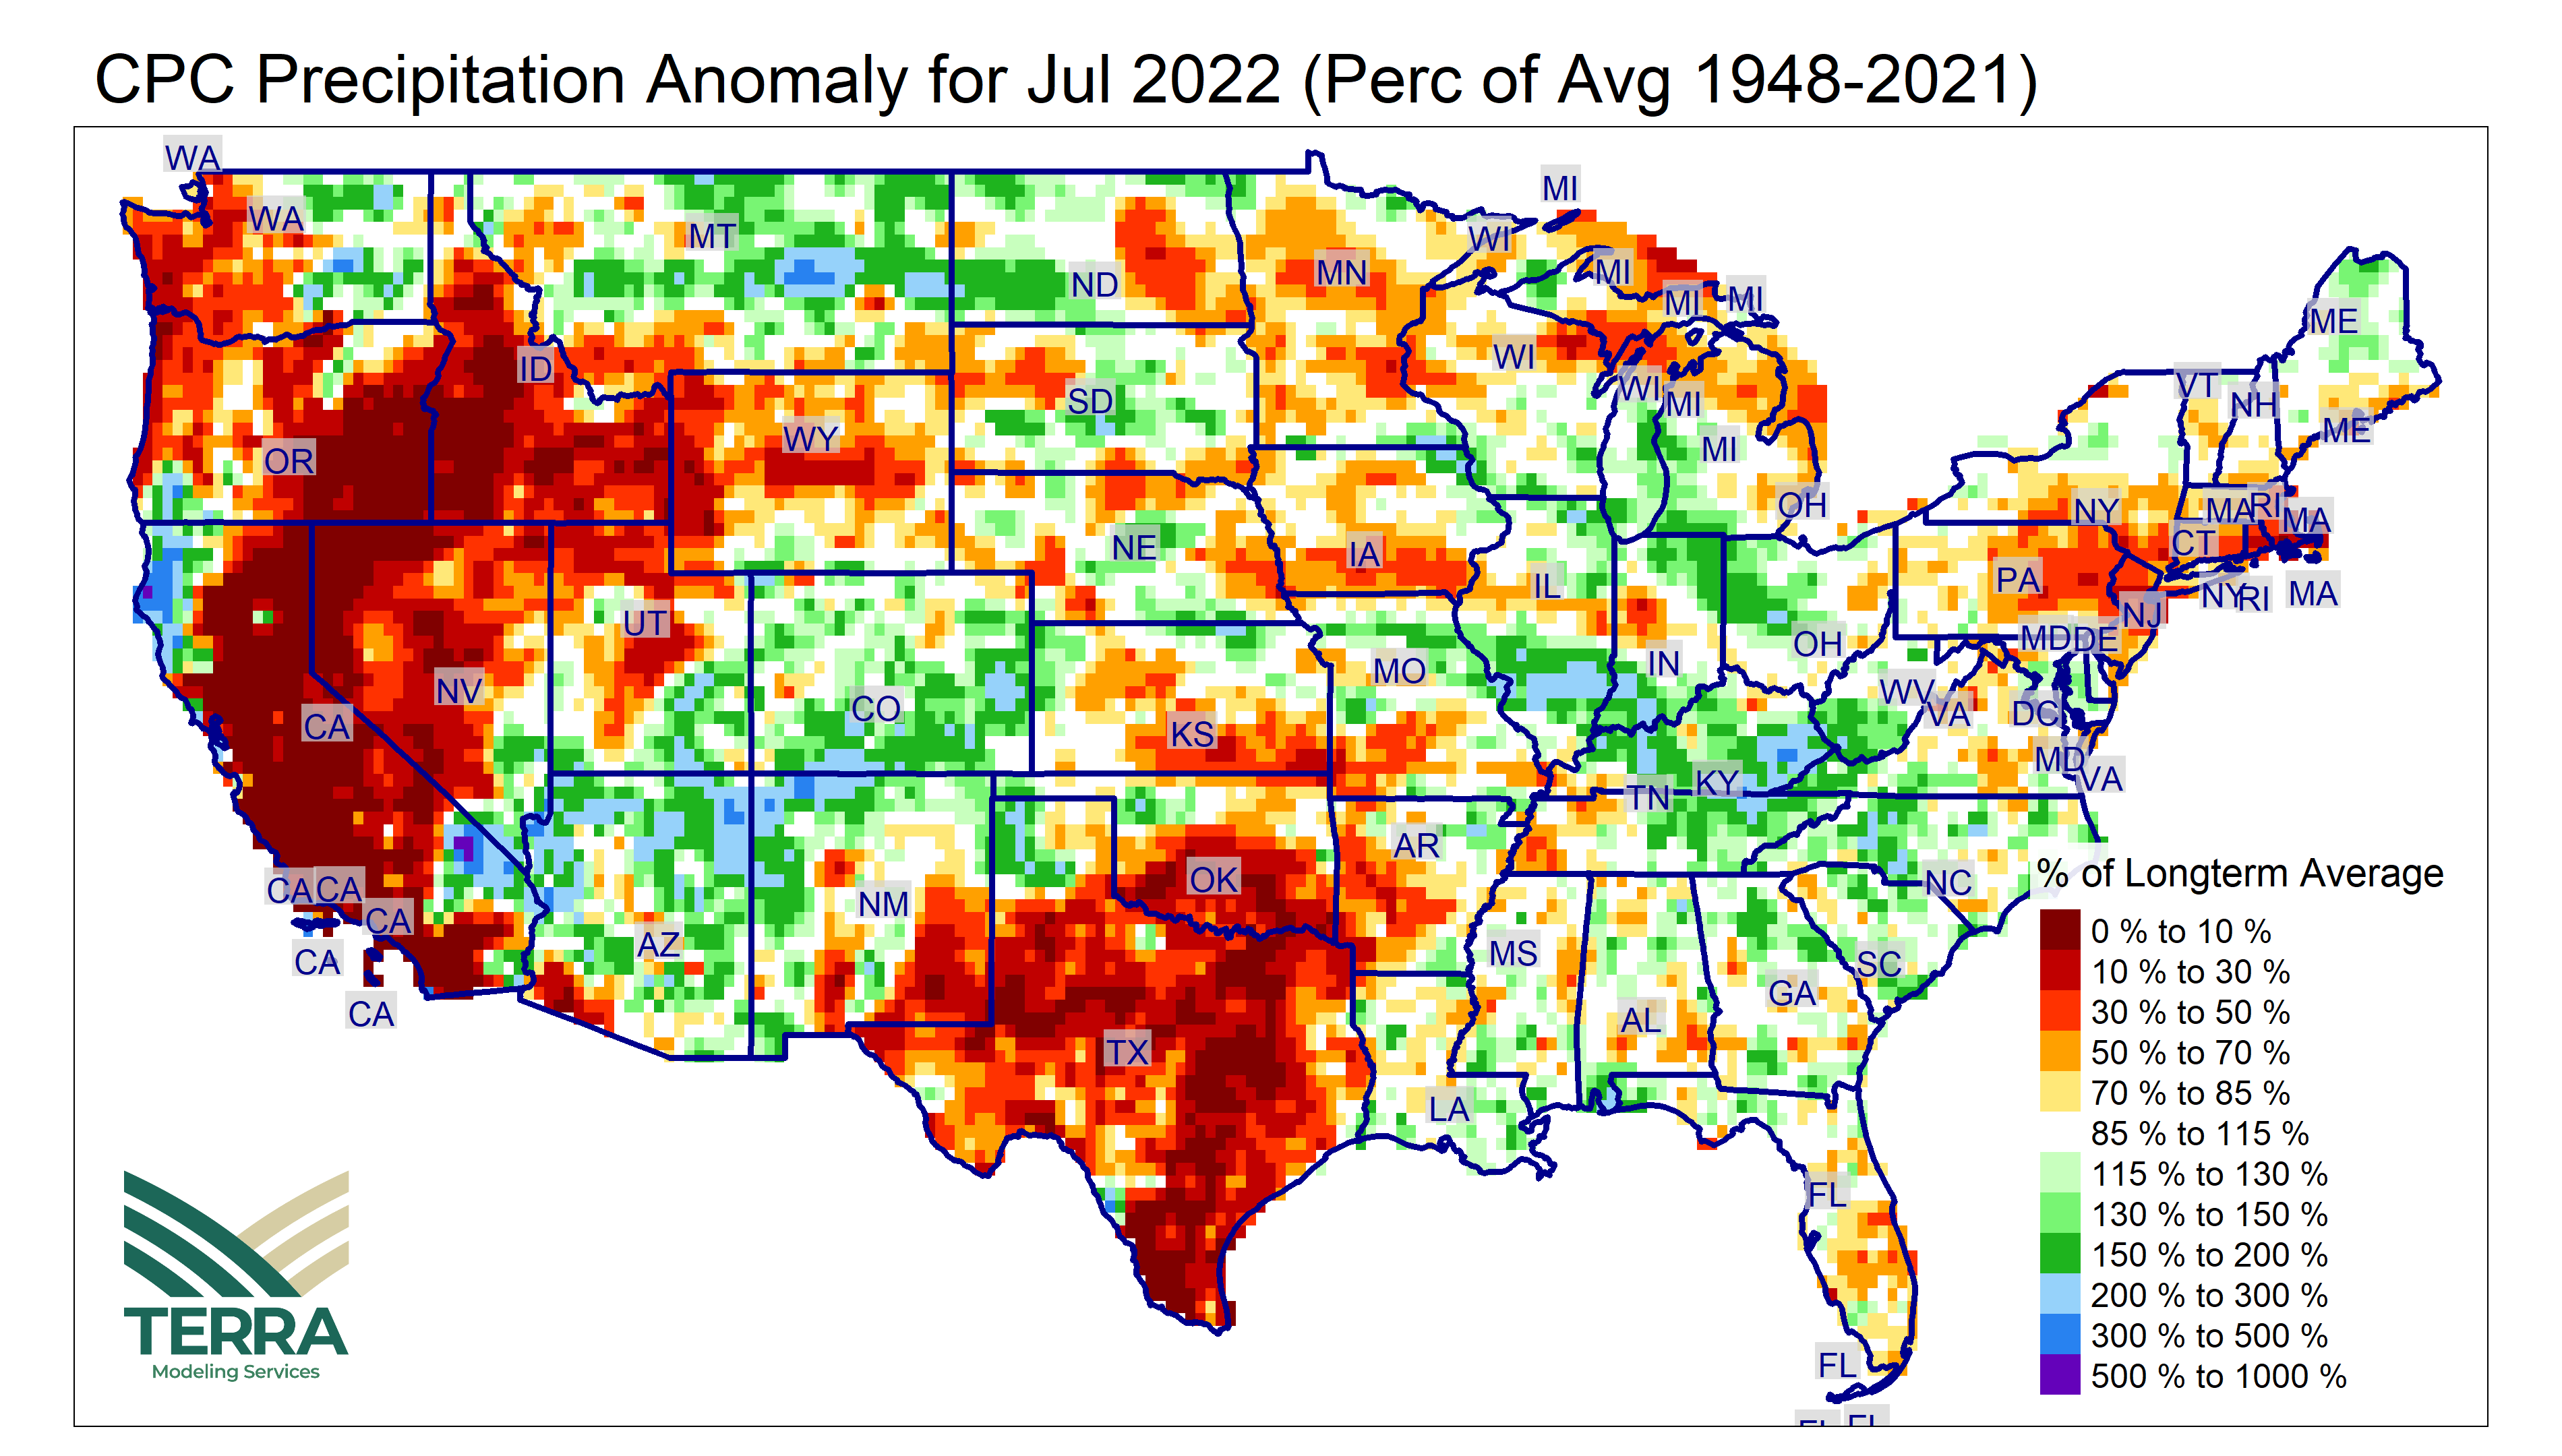 CPC Precipitation Anomaly for Jul 2022 (Perc of Avg 1948-2021)
WA
MI
WA
MT
WI
MN
MI
ND
MI
MI
ME
WI
ID
VT
WI
SD
MI
NH
ME
WY
MI
OR
OH
NY
MA
RI
MA
NE
IA
CT
IL
PA
NY
RI
MA
NJ
UT
OH
MD
DE
IN
MO
NV
WV
CO
VA
DC
CA
KS
MD
VA
KY
TN
AR
OK
CA
CA
NM
NC
CA
AZ
MS
SC
CA
GA
CA
AL
TX
LA
FL
FL
FL
FL
% of Longterm Average
0 % to 10 %
10 % to 30 %
30 % to 50 %
50 % to 70 %
70 % to 85 %
85 % to 115 %
115 % to 130 %
130 % to 150 %
150 % to 200 %
200 % to 300 %
300 % to 500 %
500 % to 1000 %
TERRA
Modeling Services